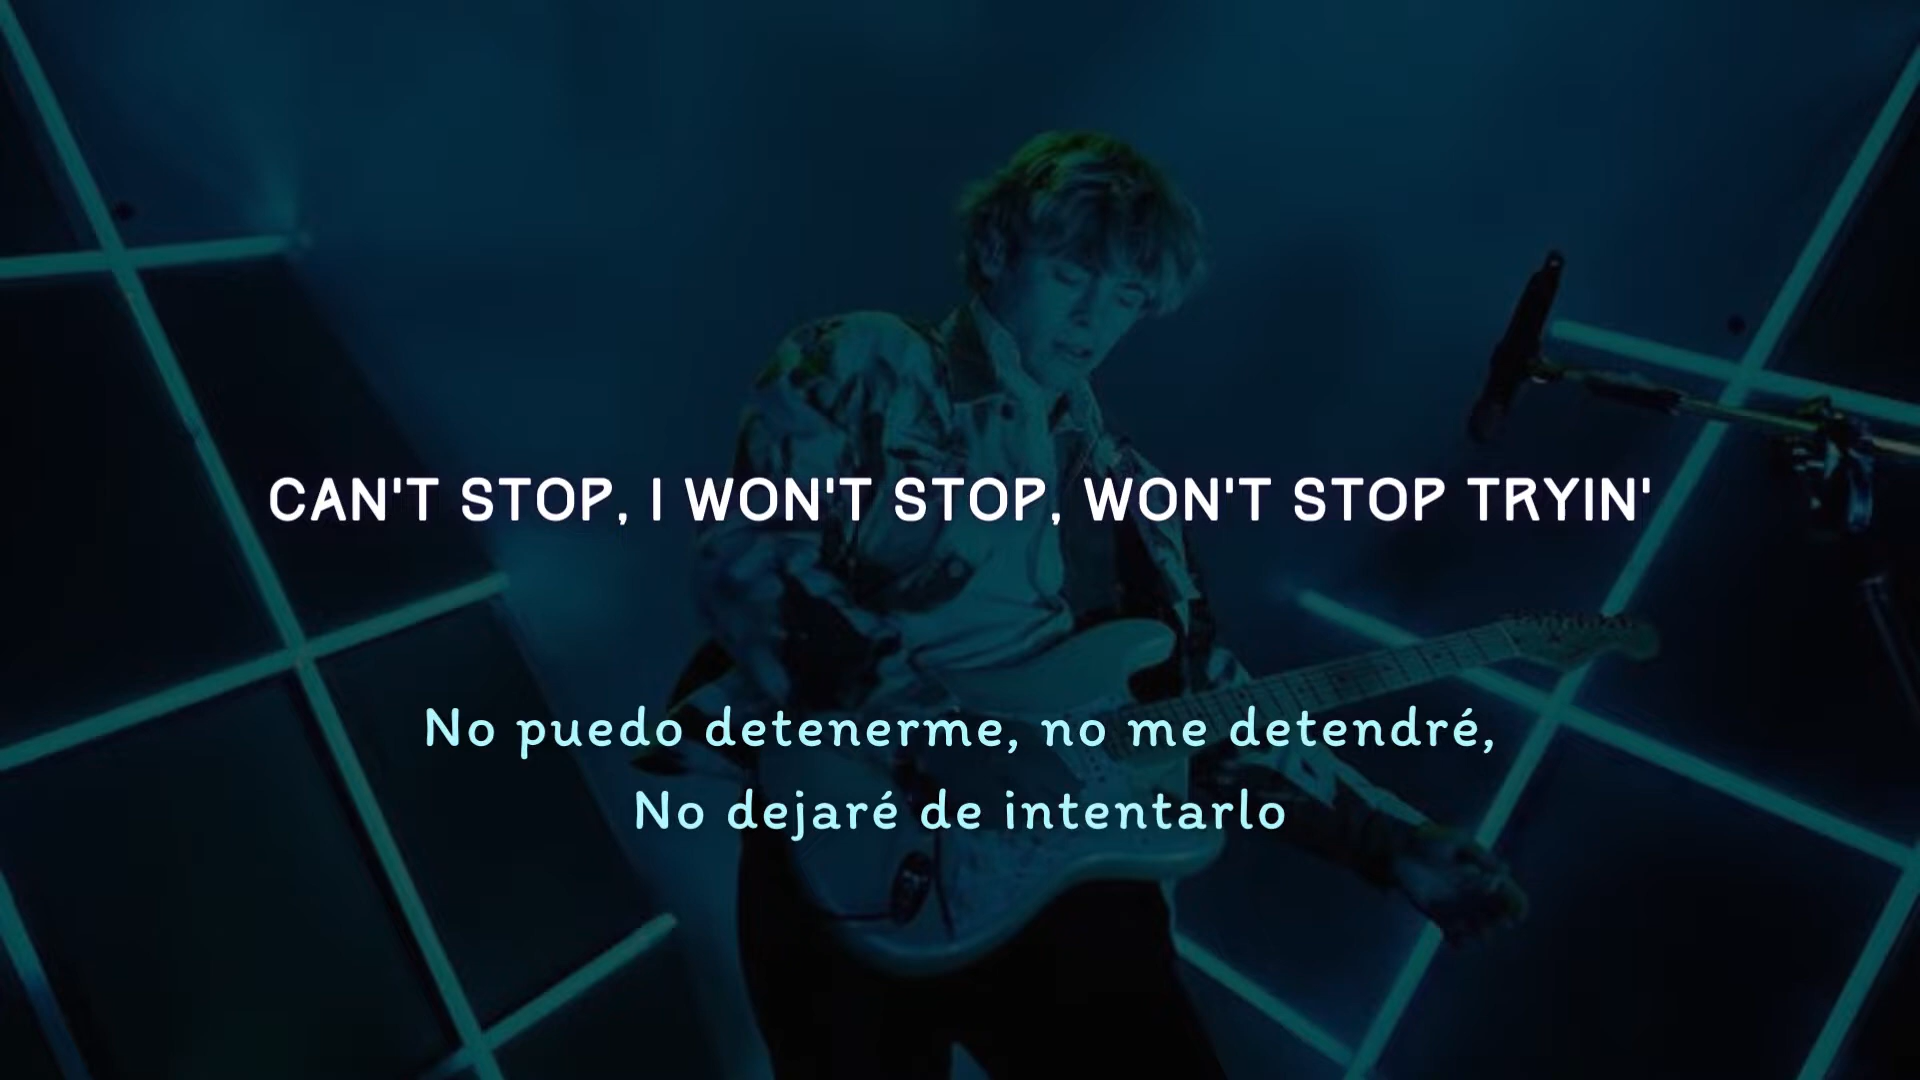 CAN'T STOP, I WON'T STOP, WON'T STOP TRYIN'
No puedo detenerme, no me detendré,
No dejaré de intentarlo